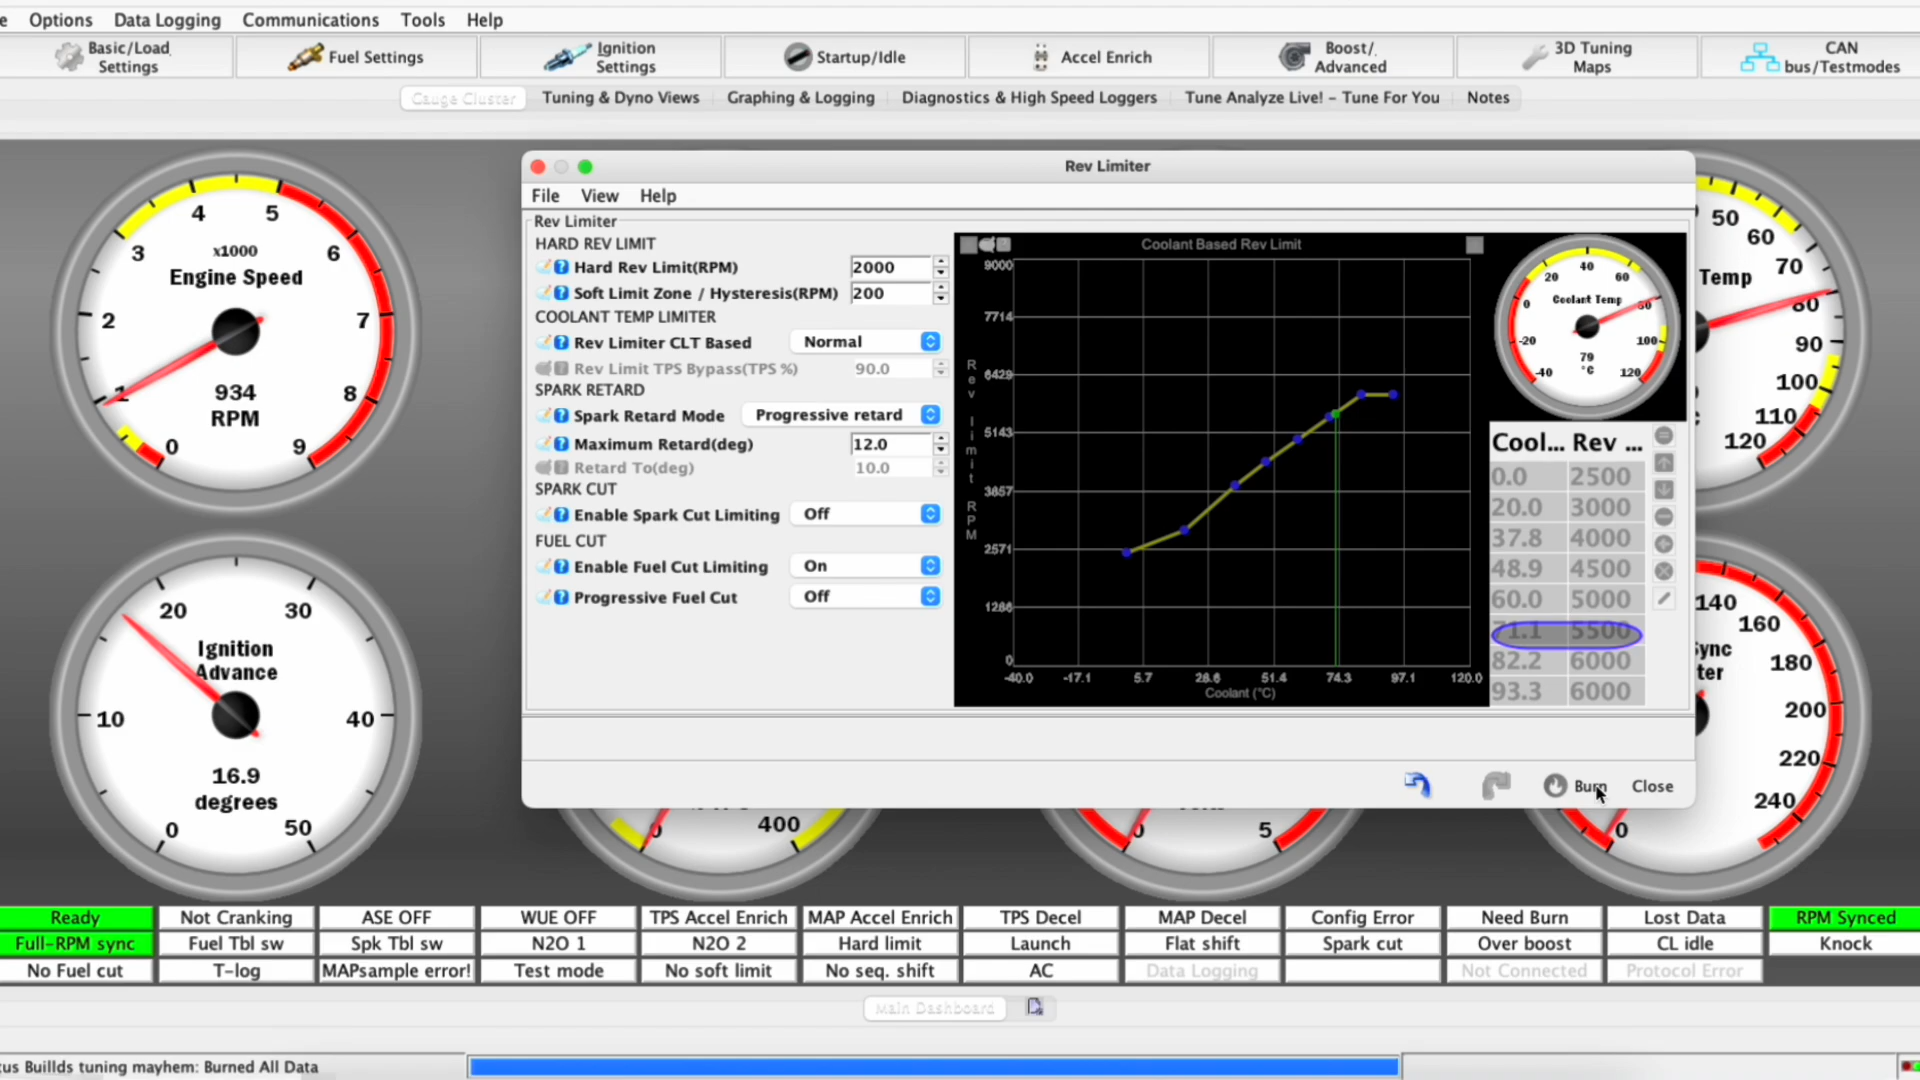 e Options Data Logging Communications Tools Help
Basic/Load Settings
Fuel Settings
Ignition Settings
Startup/Idle
Accel Enrich
Boost/ Advanced
3D Tuning Maps
CAN bus/Testmodes
Gauge Cluster Tuning & Dyno Views Graphing & Logging Diagnostics & High Speed Loggers Tune Analyze Live! - Tune For You Notes
0 1 2 3 4 5 6 7 8 9
x1000
Engine Speed
934
RPM
Rev Limiter
File View Help
Rev Limiter
HARD REV LIMIT
Hard Rev Limit(RPM) 2000
Soft Limit Zone / Hysteresis(RPM) 200
COOLANT TEMP LIMITER
Rev Limiter CLT Based Normal
Rev Limit TPS Bypass(TPS %) 90.0
SPARK RETARD
Spark Retard Mode Progressive retard
Maximum Retard(deg) 12.0
Retard To(deg) 10.0
SPARK CUT
Enable Spark Cut Limiting Off
FUEL CUT
Enable Fuel Cut Limiting On
Progressive Fuel Cut Off
Coolant Based Rev Limit
Rev limit RPM
9000
7714
6429
5143
3857
2571
1286
0
-40.0 -17.1 5.7 28.6 51.4 74.3 97.1 120.0
Coolant (°C)
-40 -20 0 20 40 60 80 100 120
Coolant Temp
79
°C
Cool... Rev ...
0.0 2500
20.0 3000
37.8 4000
48.9 4500
60.0 5000
71.1 5500
82.2 6000
93.3 6000
Burn Close
50 60 70 80 90 100 110 120
Temp
0 10 20 30 40 50
Ignition
Advance
16.9
degrees
0 400
0 5
0 140 160 180 200 220 240
ync
ter
Ready Not Cranking ASE OFF WUE OFF TPS Accel Enrich MAP Accel Enrich TPS Decel MAP Decel Config Error Need Burn Lost Data RPM Synced
Full-RPM sync Fuel Tbl sw Spk Tbl sw N2O 1 N2O 2 Hard limit Launch Flat shift Spark cut Over boost CL idle Knock
No Fuel cut T-log MAPsample error! Test mode No soft limit No seq. shift AC Data Logging Not Connected Protocol Error
Main Dashboard
tus Buillds tuning mayhem: Burned All Data